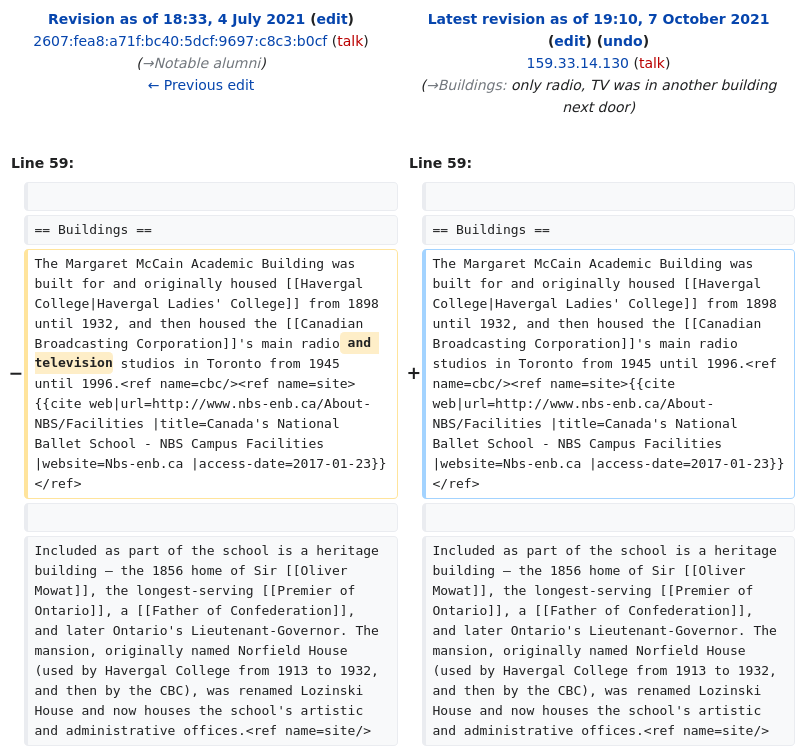 Revision as of 18:33, 4 July 2021 (edit)
2607:fea8:a71f:bc40:5dcf:9697:c8c3:b0cf (talk)
(→Notable alumni)
← Previous edit
Latest revision as of 19:10, 7 October 2021
(edit) (undo)
159.33.14.130 (talk)
(→Buildings: only radio, TV was in another building
next door)
Line 59:
== Buildings ==
−
The Margaret McCain Academic Building was
built for and originally housed [[Havergal
College|Havergal Ladies' College]] from 1898
until 1932, and then housed the [[Canadian
Broadcasting Corporation]]'s main radio and
television studios in Toronto from 1945
until 1996.<ref name=cbc/><ref name=site>
{{cite web|url=http://www.nbs-enb.ca/About-
NBS/Facilities |title=Canada's National
Ballet School - NBS Campus Facilities
|website=Nbs-enb.ca |access-date=2017-01-23}}
</ref>
Included as part of the school is a heritage
building — the 1856 home of Sir [[Oliver
Mowat]], the longest-serving [[Premier of
Ontario]], a [[Father of Confederation]],
and later Ontario's Lieutenant-Governor. The
mansion, originally named Norfield House
(used by Havergal College from 1913 to 1932,
and then by the CBC), was renamed Lozinski
House and now houses the school's artistic
and administrative offices.<ref name=site/>
Line 59:
== Buildings ==
+
The Margaret McCain Academic Building was
built for and originally housed [[Havergal
College|Havergal Ladies' College]] from 1898
until 1932, and then housed the [[Canadian
Broadcasting Corporation]]'s main radio
studios in Toronto from 1945 until 1996.<ref
name=cbc/><ref name=site>{{cite
web|url=http://www.nbs-enb.ca/About-
NBS/Facilities |title=Canada's National
Ballet School - NBS Campus Facilities
|website=Nbs-enb.ca |access-date=2017-01-23}}
</ref>
Included as part of the school is a heritage
building — the 1856 home of Sir [[Oliver
Mowat]], the longest-serving [[Premier of
Ontario]], a [[Father of Confederation]],
and later Ontario's Lieutenant-Governor. The
mansion, originally named Norfield House
(used by Havergal College from 1913 to 1932,
and then by the CBC), was renamed Lozinski
House and now houses the school's artistic
and administrative offices.<ref name=site/>